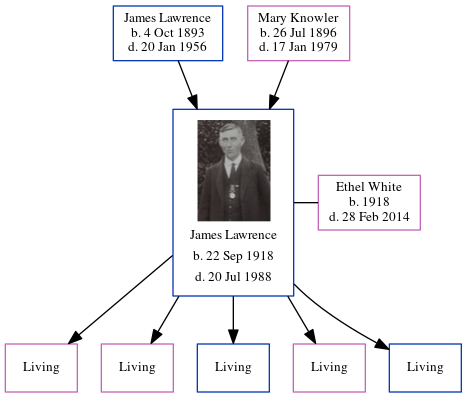 James Lawrence
b. 4 Oct 1893
d. 20 Jan 1956
Mary Knowler
b. 26 Jul 1896
d. 17 Jan 1979
James Lawrence
b. 22 Sep 1918
d. 20 Jul 1988
Ethel White
b. 1918
d. 28 Feb 2014
Living
Living
Living
Living
Living